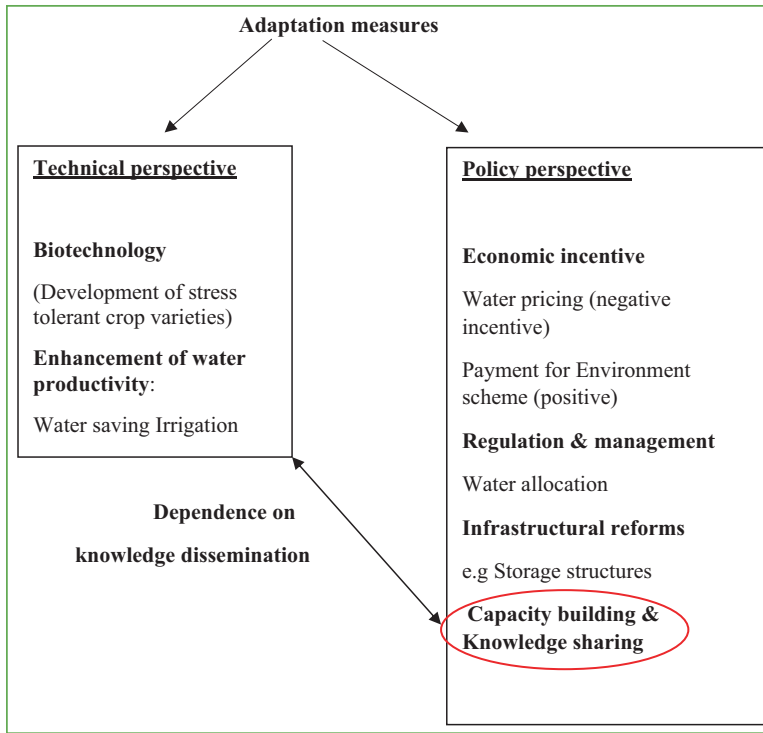 Adaptation measures
Technical perspective
Biotechnology
(Development of stress
tolerant crop varieties)
Enhancement of water
productivity:
Water saving Irrigation
Dependence on
knowledge dissemination
Policy perspective
Economic incentive
Water pricing (negative
incentive)
Payment for Environment
scheme (positive)
Regulation & management
Water allocation
Infrastructural reforms
e.g Storage structures
Capacity building &
Knowledge sharing